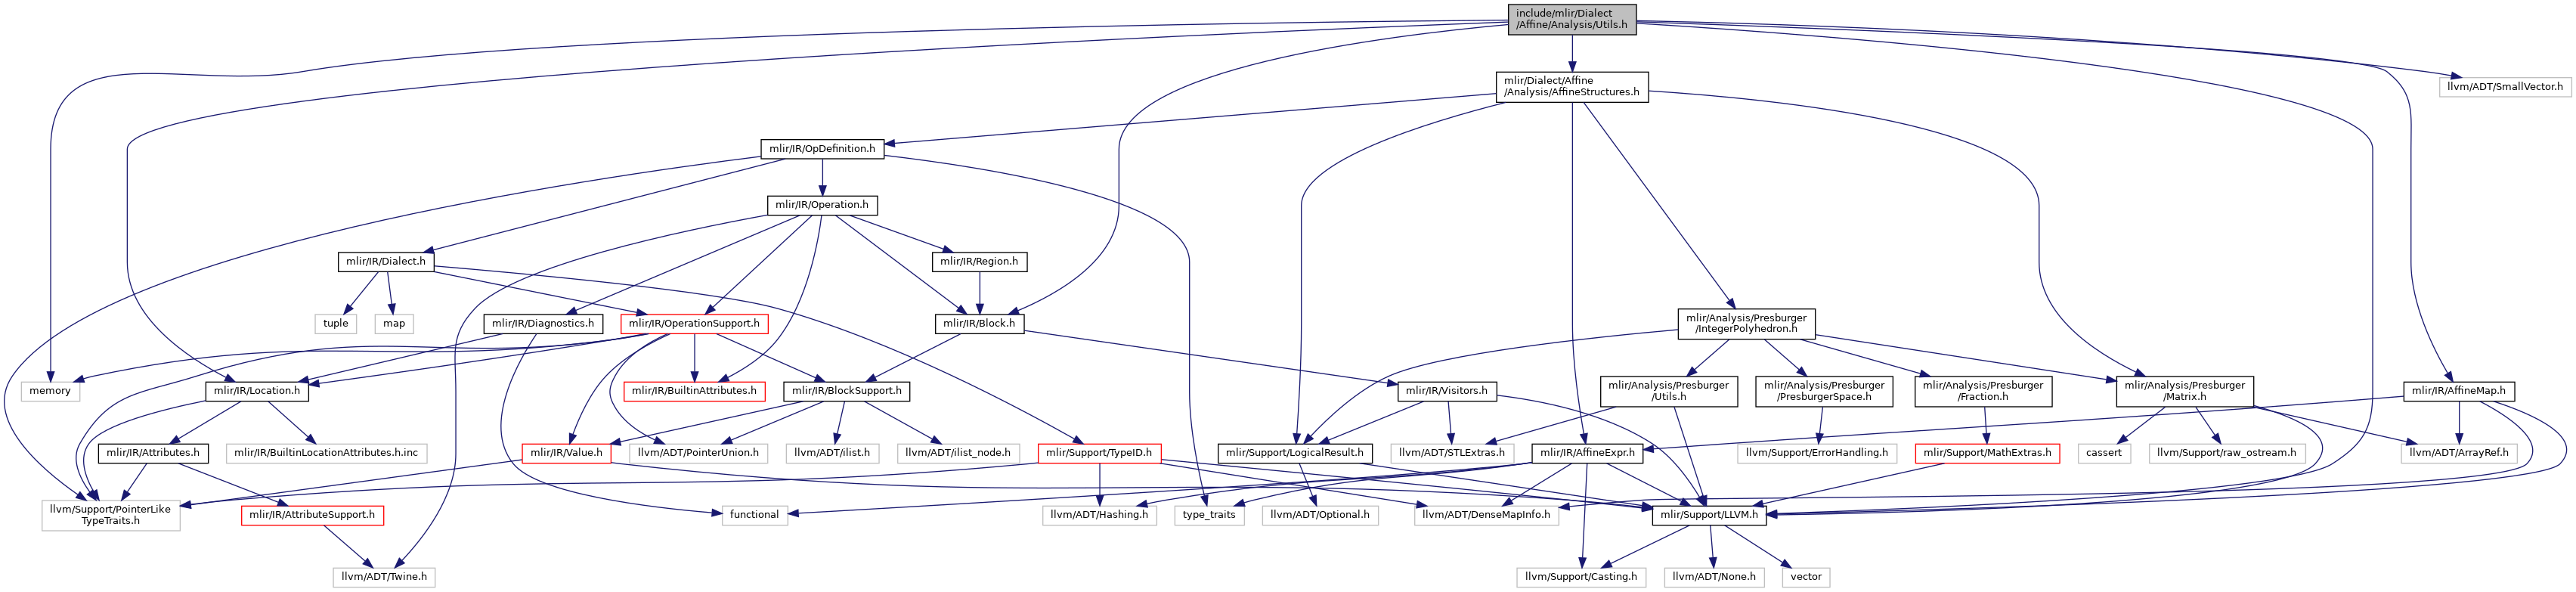 include/mlir/Dialect
/Affine/Analysis/Utils.h
mlir/Dialect/Affine
/Analysis/AffineStructures.h
llvm/ADT/SmallVector.h
mlir/IR/OpDefinition.h
mlir/IR/Operation.h
mlir/IR/Dialect.h
mlir/IR/Region.h
tuple
map
mlir/IR/Diagnostics.h
mlir/IR/OperationSupport.h
mlir/IR/Block.h
mlir/Analysis/Presburger
/IntegerPolyhedron.h
memory
mlir/IR/Location.h
mlir/IR/BuiltinAttributes.h
mlir/IR/BlockSupport.h
mlir/IR/Visitors.h
mlir/Analysis/Presburger
/Utils.h
mlir/Analysis/Presburger
/PresburgerSpace.h
mlir/Analysis/Presburger
/Fraction.h
mlir/Analysis/Presburger
/Matrix.h
mlir/IR/AffineMap.h
mlir/IR/Attributes.h
mlir/IR/BuiltinLocationAttributes.h.inc
mlir/IR/Value.h
llvm/ADT/PointerUnion.h
llvm/ADT/ilist.h
llvm/ADT/ilist_node.h
mlir/Support/TypeID.h
mlir/Support/LogicalResult.h
llvm/ADT/STLExtras.h
mlir/IR/AffineExpr.h
llvm/Support/ErrorHandling.h
mlir/Support/MathExtras.h
cassert
llvm/Support/raw_ostream.h
llvm/ADT/ArrayRef.h
llvm/Support/PointerLike
TypeTraits.h
mlir/IR/AttributeSupport.h
functional
llvm/ADT/Hashing.h
type_traits
llvm/ADT/Optional.h
llvm/ADT/DenseMapInfo.h
mlir/Support/LLVM.h
llvm/ADT/Twine.h
llvm/Support/Casting.h
llvm/ADT/None.h
vector